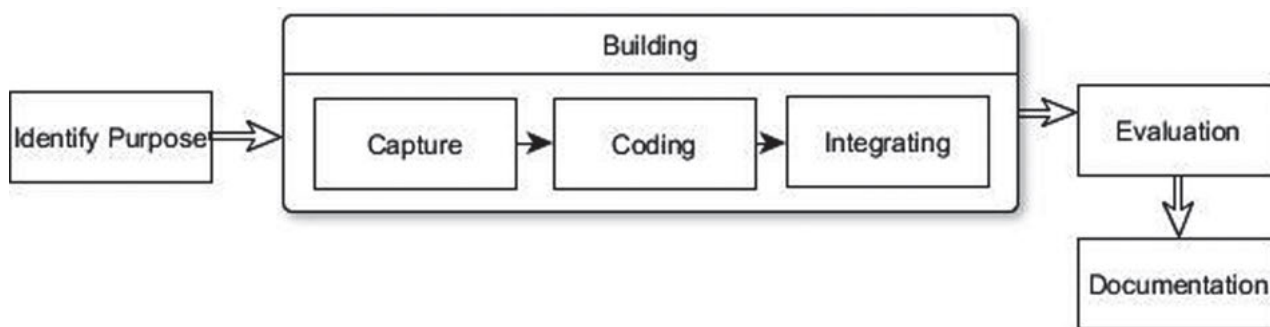 Building
Identify Purpose
Capture
Coding
Integrating
Evaluation
Documentation